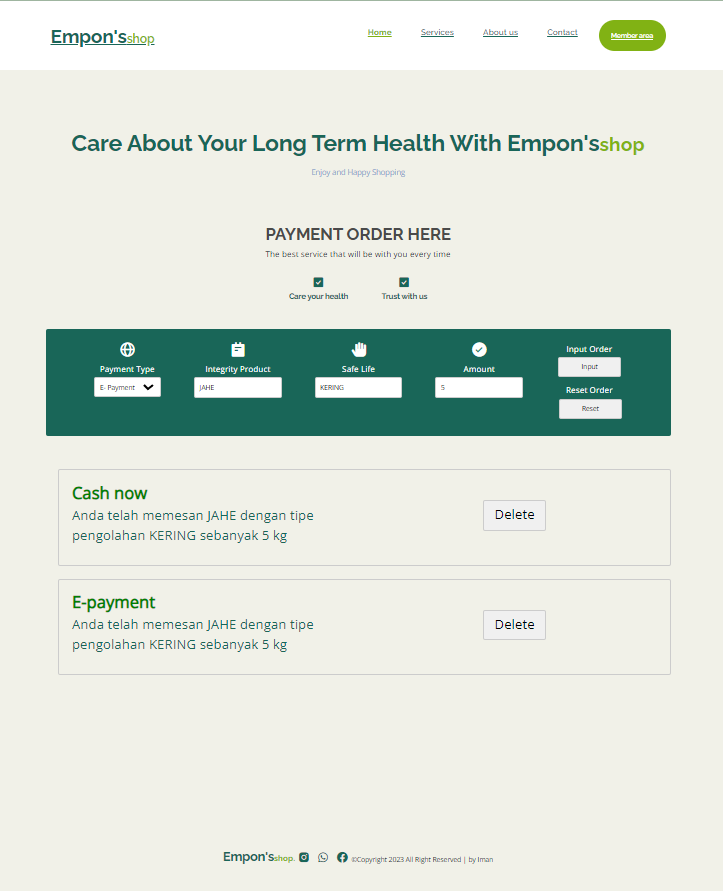 Empon'sshop
Home Services About us Contact Member area
Care About Your Long Term Health With Empon'sshop
Enjoy and Happy Shopping
PAYMENT ORDER HERE
The best service that will be with you every time
Care your health Trust with us
Payment Type Integrity Product Safe Life Amount Input Order
E- Payment JAHE KERING 5 Input
Reset Order
Reset
Cash now
Anda telah memesan JAHE dengan tipe
pengolahan KERING sebanyak 5 kg
Delete
E-payment
Anda telah memesan JAHE dengan tipe
pengolahan KERING sebanyak 5 kg
Delete
Empon'sshop. ©Copyright 2023 All Right Reserved | by Iman